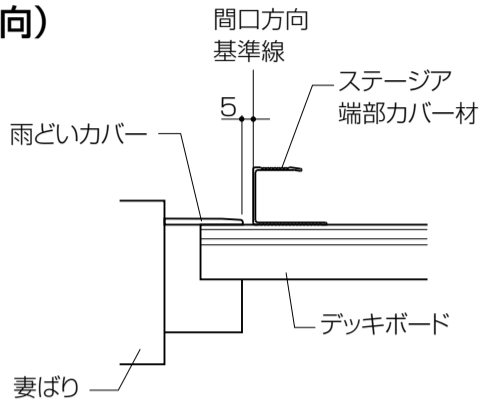 向）
間口方向
基準線
ステージア
端部カバー材
5
雨どいカバー
デッキボード
妻ばり